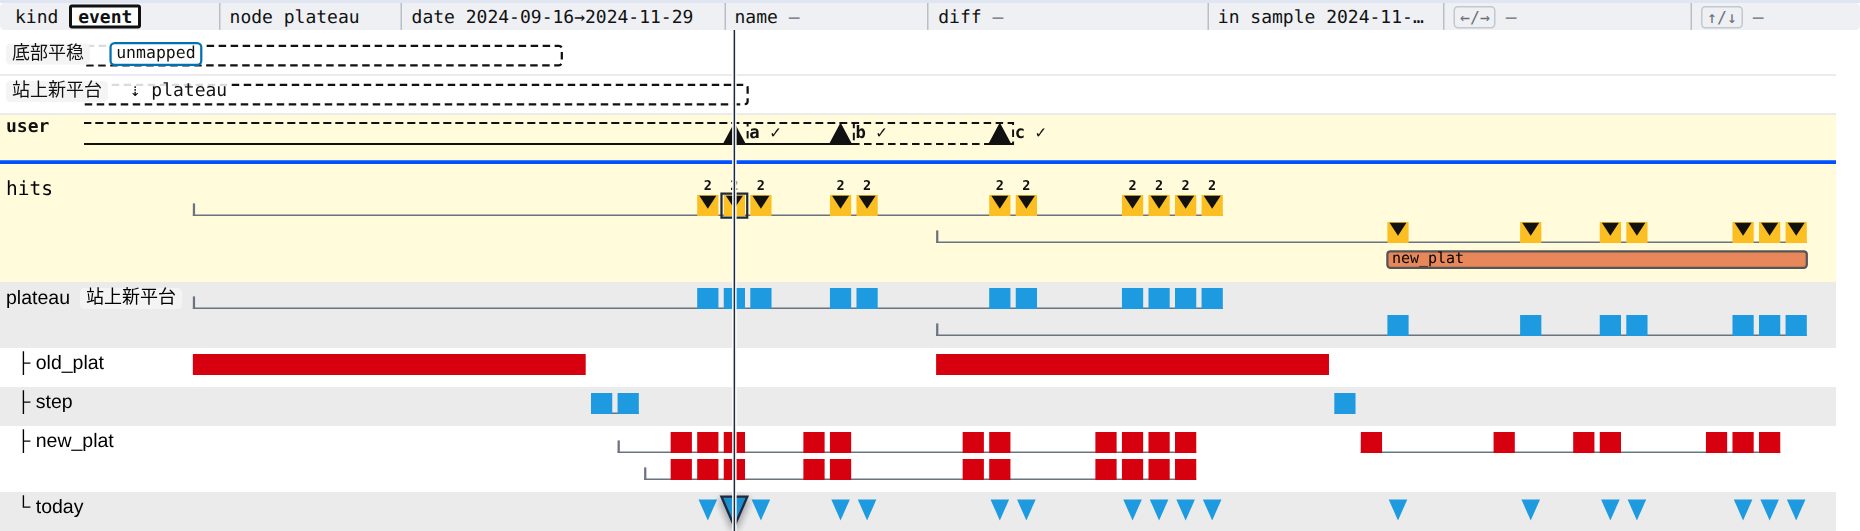 kind event node plateau date 2024-09-16→2024-11-29 name — diff — in sample 2024-11-… ←/→ — ↑/↓ —
底部平稳 unmapped
站上新平台 ⇣ plateau
user a ✓ b ✓ c ✓
hits 2 2 2 2 2 2 2 2 2 2
new_plat
plateau 站上新平台
├ old_plat
├ step
├ new_plat
└ today